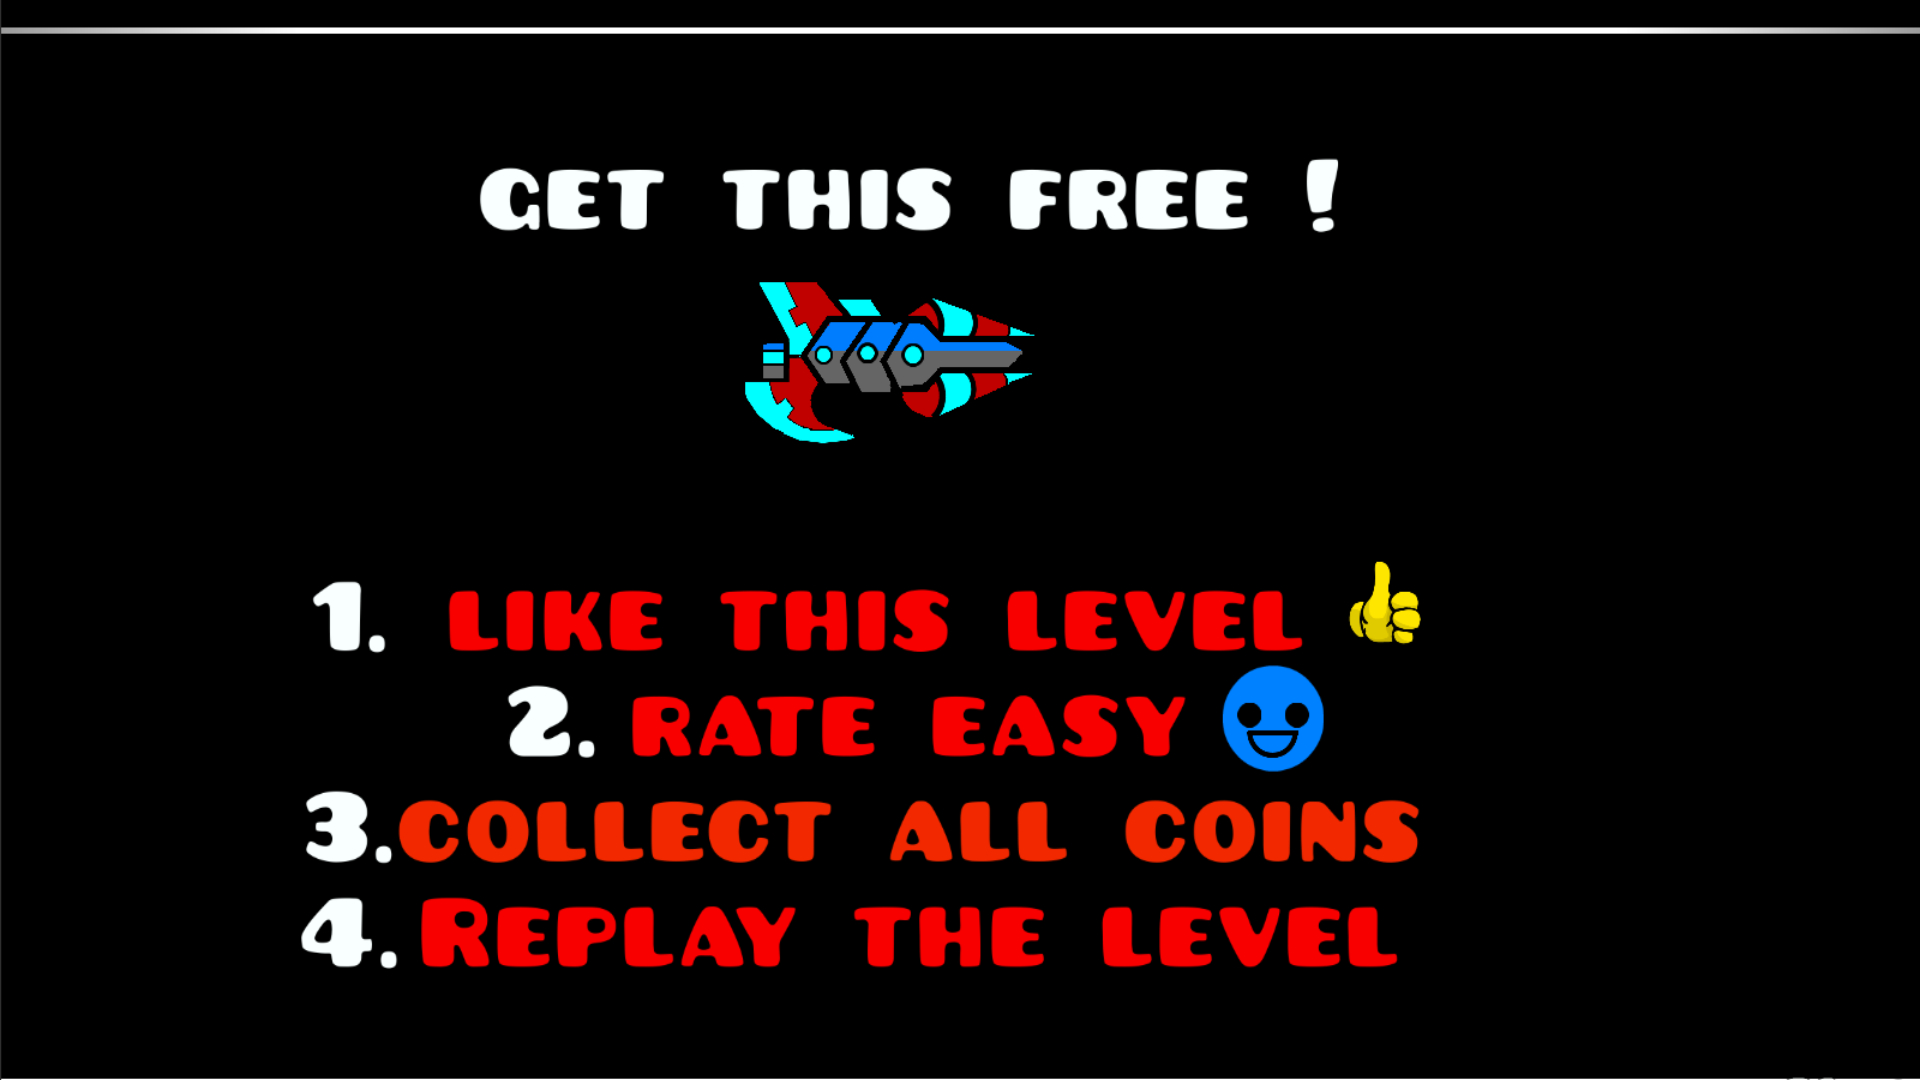 GET THIS FREE !
1. LIKE THIS LEVEL
2. RATE EASY
3.COLLECT ALL COINS
4. REPLAY THE LEVEL